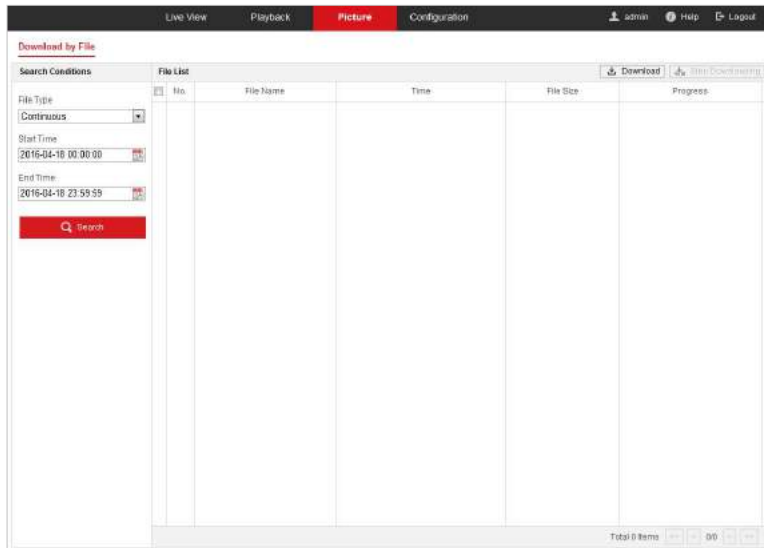 Live View Playback Picture Configuration admin Help Logout
Download by File
Search Conditions
File List
Download
Stop Downloading
No. File Name Time File Size Progress
File Type
Continuous
Start Time
2016-04-18 00:00:00
End Time
2016-04-18 23:59:59
Search
Total 0 Items << < 0/0 > >>